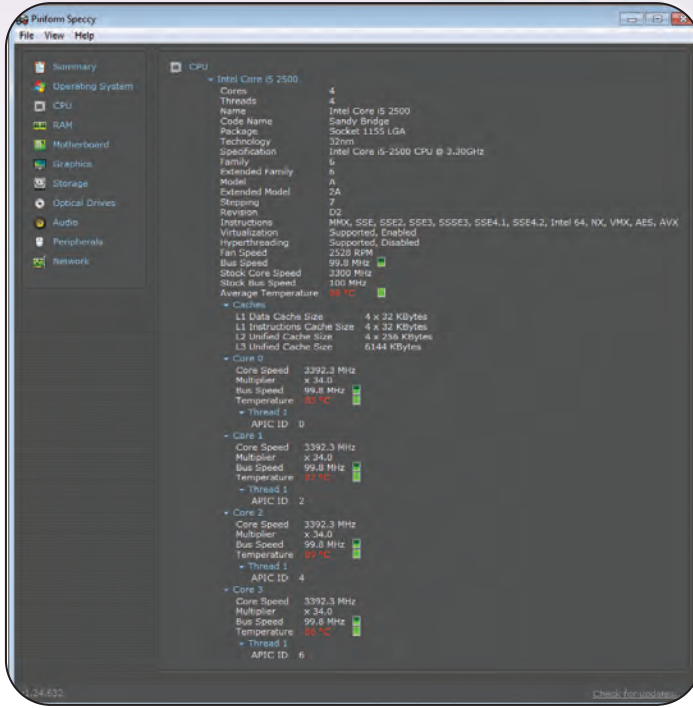 Piriform Speccy
File View Help
Summary
Operating System
CPU
RAM
Motherboard
Graphics
Storage
Optical Drives
Audio
Peripherals
Network
CPU
Intel Core i5 2500
Cores 4
Threads 4
Name Intel Core i5 2500
Code Name Sandy Bridge
Package Socket 1155 LGA
Technology 32nm
Specification Intel Core i5-2500 CPU @ 3.30GHz
Family 6
Extended Family 6
Model A
Extended Model 2A
Stepping 7
Revision D2
Instructions MMX, SSE, SSE2, SSE3, SSSE3, SSE4.1, SSE4.2, Intel 64, NX, VMX, AES, AVX
Virtualization Supported, Enabled
Hyperthreading Supported, Disabled
Fan Speed 2528 RPM
Bus Speed 99.8 MHz
Stock Core Speed 3300 MHz
Stock Bus Speed 100 MHz
Average Temperature °C
Caches
L1 Data Cache Size 4 x 32 KBytes
L1 Instructions Cache Size 4 x 32 KBytes
L2 Unified Cache Size 4 x 256 KBytes
L3 Unified Cache Size 6144 KBytes
Core 0
Core Speed 3392.3 MHz
Multiplier x 34.0
Bus Speed 99.8 MHz
Temperature °C
Thread 1
APIC ID 0
Core 1
Core Speed 3392.3 MHz
Multiplier x 34.0
Bus Speed 99.8 MHz
Temperature °C
Thread 1
APIC ID 2
Core 2
Core Speed 3392.3 MHz
Multiplier x 34.0
Bus Speed 99.8 MHz
Temperature °C
Thread 1
APIC ID 4
Core 3
Core Speed 3392.3 MHz
Multiplier x 34.0
Bus Speed 99.8 MHz
Temperature °C
Thread 1
APIC ID 6
v1.24.632
Check for updates...